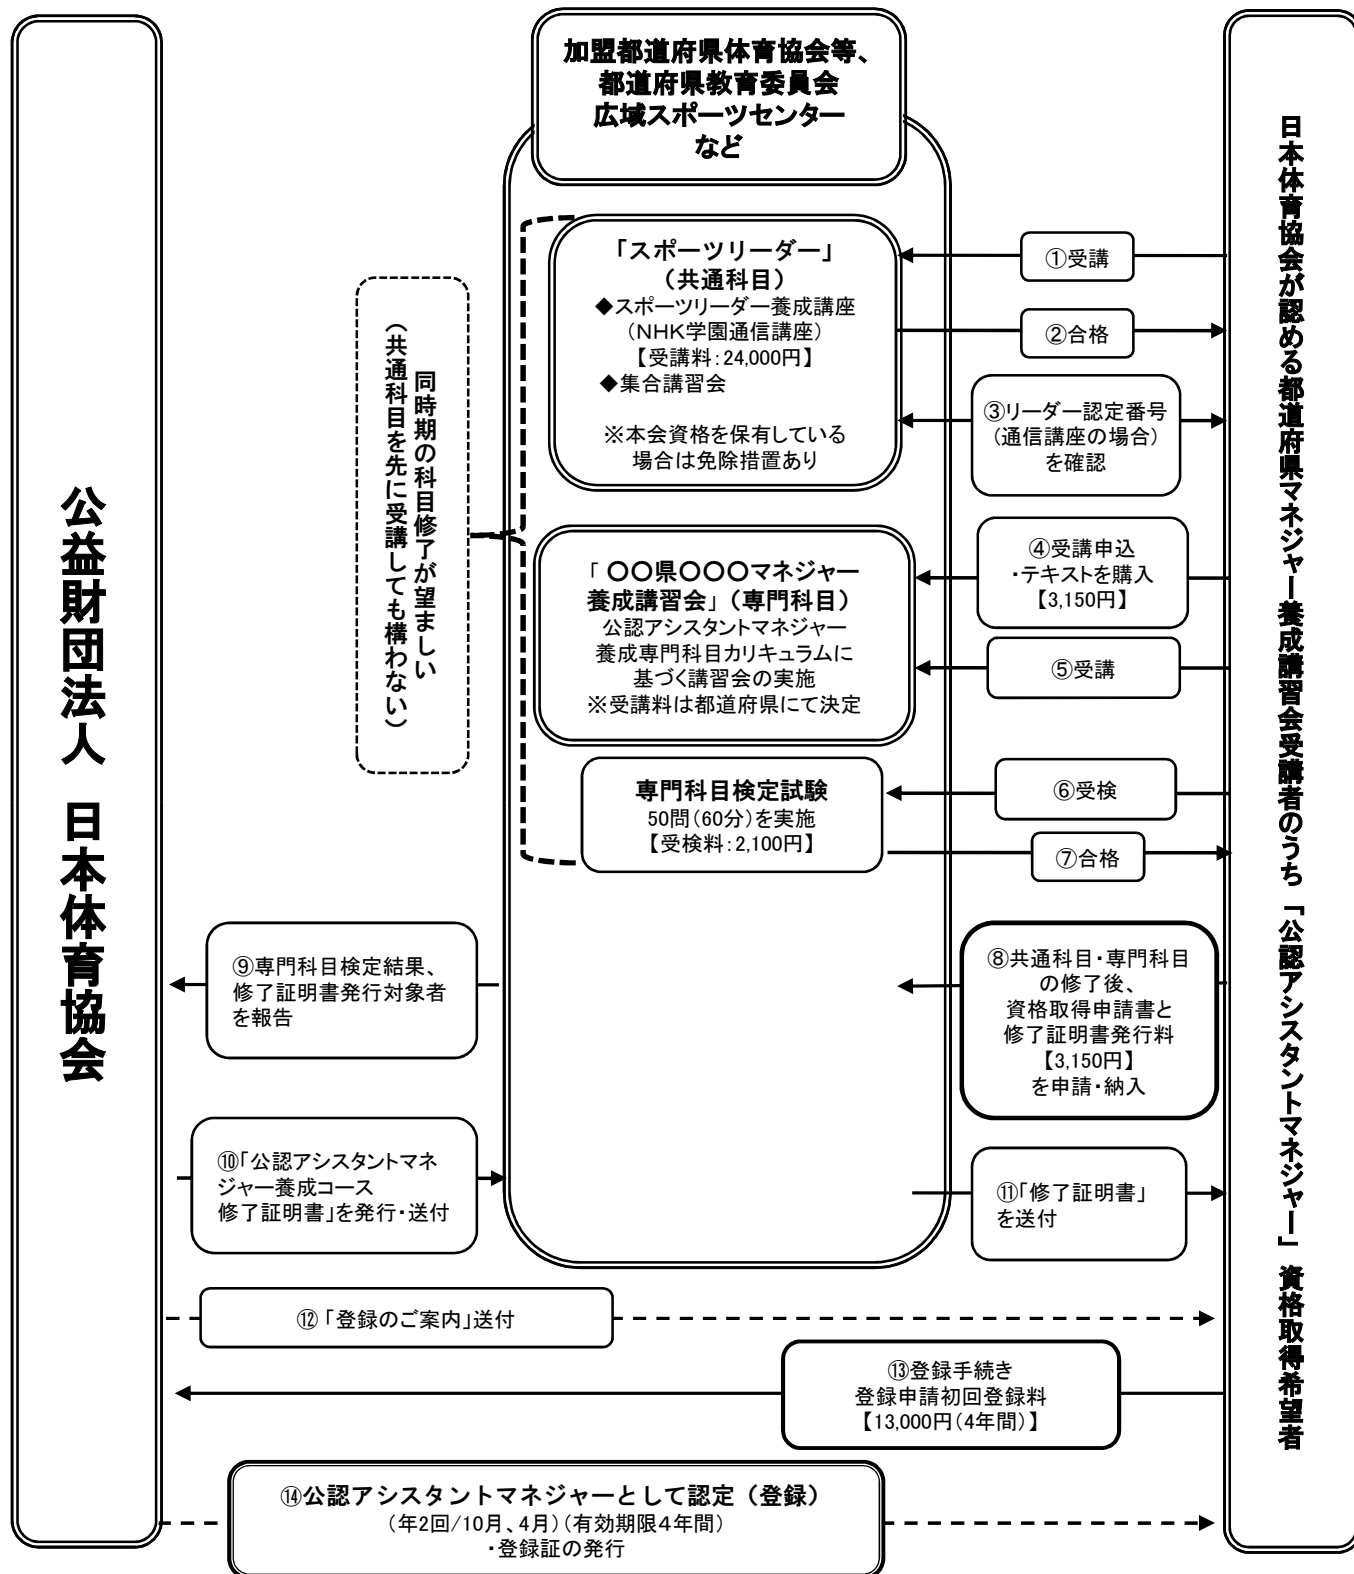 公益財団法人 日本体育協会
加盟都道府県体育協会等、
都道府県教育委員会
広域スポーツセンター
など
日本体育協会が認める都道府県マネジャー養成講習会受講者のうち「公認アシスタントマネジャー」資格取得希望者
同時期の科目修了が望ましい
（共通科目を先に受講しても構わない）
「スポーツリーダー」
（共通科目）
◆スポーツリーダー養成講座
（NHK学園通信講座）
【受講料：24,000円】
◆集合講習会
※本会資格を保有している
場合は免除措置あり
①受講
②合格
③リーダー認定番号
（通信講座の場合）
を確認
「 〇〇県〇〇〇マネジャー
養成講習会」（専門科目）
公認アシスタントマネジャー
養成専門科目カリキュラムに
基づく講習会の実施
※受講料は都道府県にて決定
④受講申込
・テキストを購入
【3,150円】
⑤受講
専門科目検定試験
50問（60分）を実施
【受検料：2,100円】
⑥受検
⑦合格
⑧共通科目・専門科目
の修了後、
資格取得申請書と
修了証明書発行料
【3,150円】
を申請・納入
⑨専門科目検定結果、
修了証明書発行対象者
を報告
⑩「公認アシスタントマネ
ジャー養成コース
修了証明書」を発行・送付
⑪「修了証明書」
を送付
⑫「登録のご案内」送付
⑬登録手続き
登録申請初回登録料
【13,000円（4年間）】
⑭公認アシスタントマネジャーとして認定（登録）
（年2回/10月、4月）（有効期限４年間）
・登録証の発行